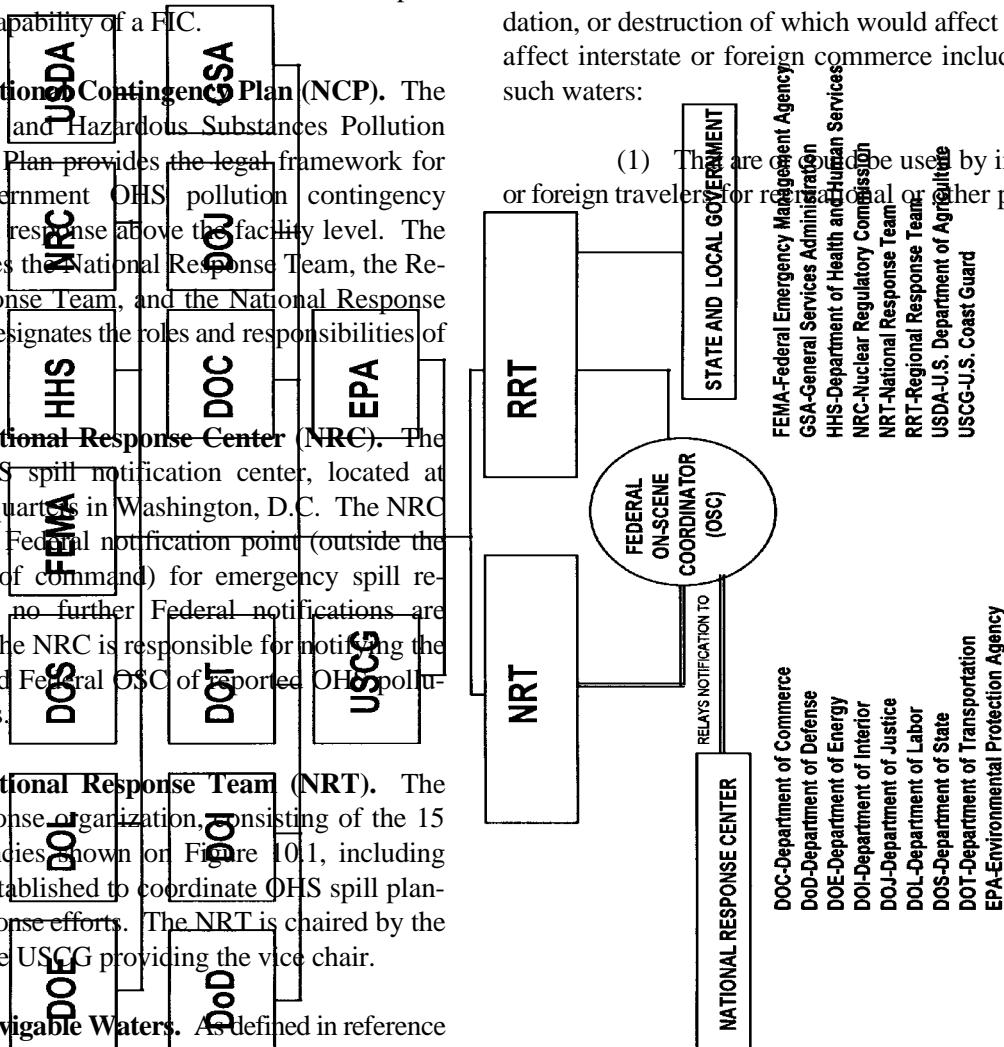 apability of a FIC.
tional Contingency Plan (NCP). The
and Hazardous Substances Pollution
Plan provides the legal framework for
ernment OHS pollution contingency
response above the facility level. The
es the National Response Team, the Re-
onse Team, and the National Response
esignates the roles and responsibilities of
tional Response Center (NRC). The
S spill notification center, located at
quarters in Washington, D.C. The NRC
Federal notification point (outside the
of command) for emergency spill re-
no further Federal notifications are
he NRC is responsible for notifying the
d Federal OSC of reported OHS pollu-
s.
tional Response Team (NRT). The
onse organization, consisting of the 15
ncies shown on Figure 10.1, including
tablished to coordinate OHS spill plan-
onse efforts. The NRT is chaired by the
e USCG providing the vice chair.
vigable Waters. As defined in reference
dation, or destruction of which would affect
affect interstate or foreign commerce includ
such waters:
(1) That are or could be used by i
or foreign travelers for recreational or other p
USDA
NRC
HHS
FEMA
DOS
DOL
DOE
GSA
DOJ
DOC
DOT
DOI
DoD
EPA
USCG
RRT
NRT
STATE AND LOCAL GOVERNMENT
FEDERAL
ON-SCENE
COORDINATOR
(OSC)
RELAYS NOTIFICATION TO
NATIONAL RESPONSE CENTER
DOC-Department of Commerce
DoD-Department of Defense
DOE-Department of Energy
DOI-Department of Interior
DOJ-Department of Justice
DOL-Department of Labor
DOS-Department of State
DOT-Department of Transportation
EPA-Environmental Protection Agency
FEMA-Federal Emergency Management Agency
GSA-General Services Administration
HHS-Department of Health and Human Services
NRC-Nuclear Regulatory Commission
NRT-National Response Team
RRT-Regional Response Team
USDA-U.S. Department of Agriculture
USCG-U.S. Coast Guard